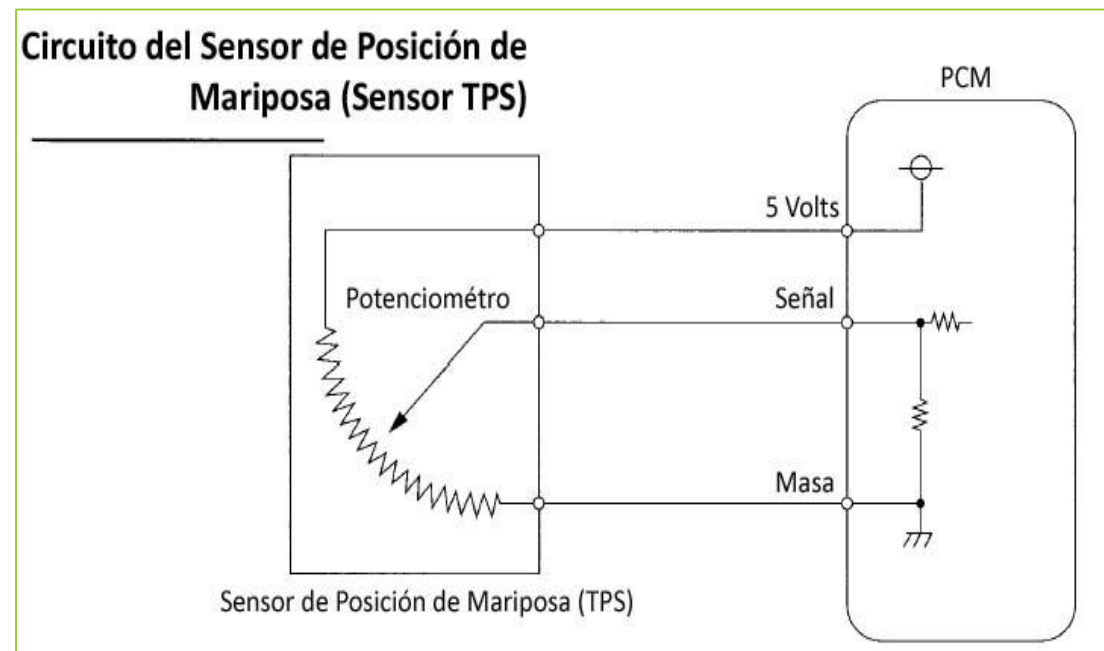 Circuito del Sensor de Posición de
Mariposa (Sensor TPS)
PCM
5 Volts
Potenciométro
Señal
Masa
Sensor de Posición de Mariposa (TPS)